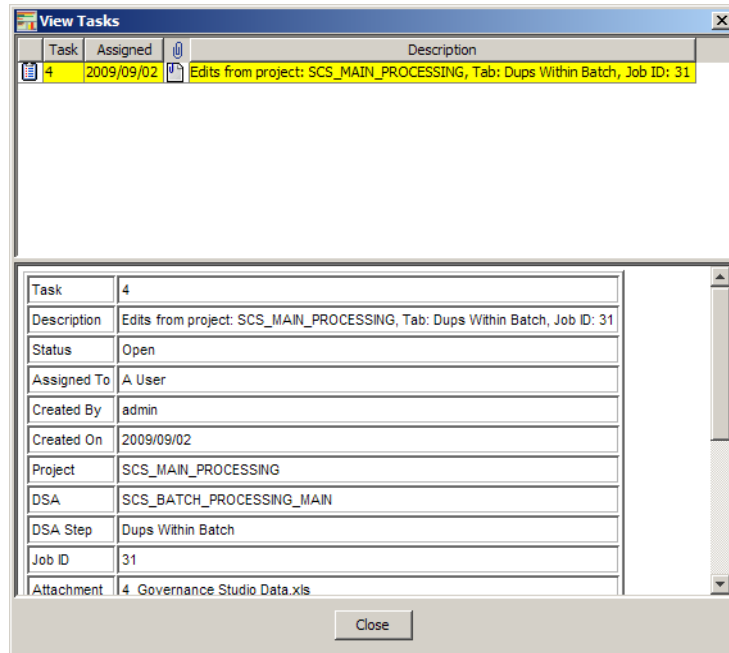 View Tasks
Task Assigned Description
4 2009/09/02 Edits from project: SCS_MAIN_PROCESSING, Tab: Dups Within Batch, Job ID: 31
Task 4
Description Edits from project: SCS_MAIN_PROCESSING, Tab: Dups Within Batch, Job ID: 31
Status Open
Assigned To A User
Created By admin
Created On 2009/09/02
Project SCS_MAIN_PROCESSING
DSA SCS_BATCH_PROCESSING_MAIN
DSA Step Dups Within Batch
Job ID 31
Attachment 4_Governance Studio Data.xls
Close